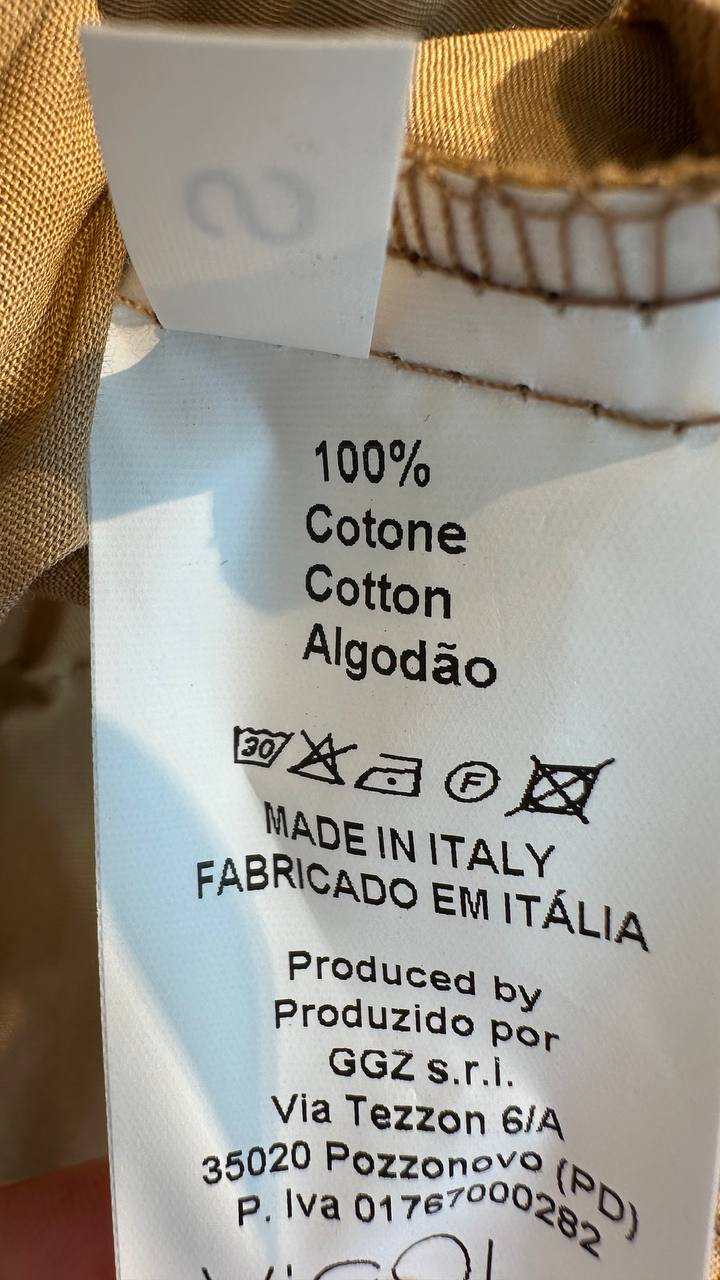 S
100%
Cotone
Cotton
Algodão
30 F
MADE IN ITALY
FABRICADO EM ITÁLIA
Produced by
Produzido por
GGZ s.r.l.
Via Tezzon 6/A
35020 Pozzonovo (PD)
P. Iva 01767000282